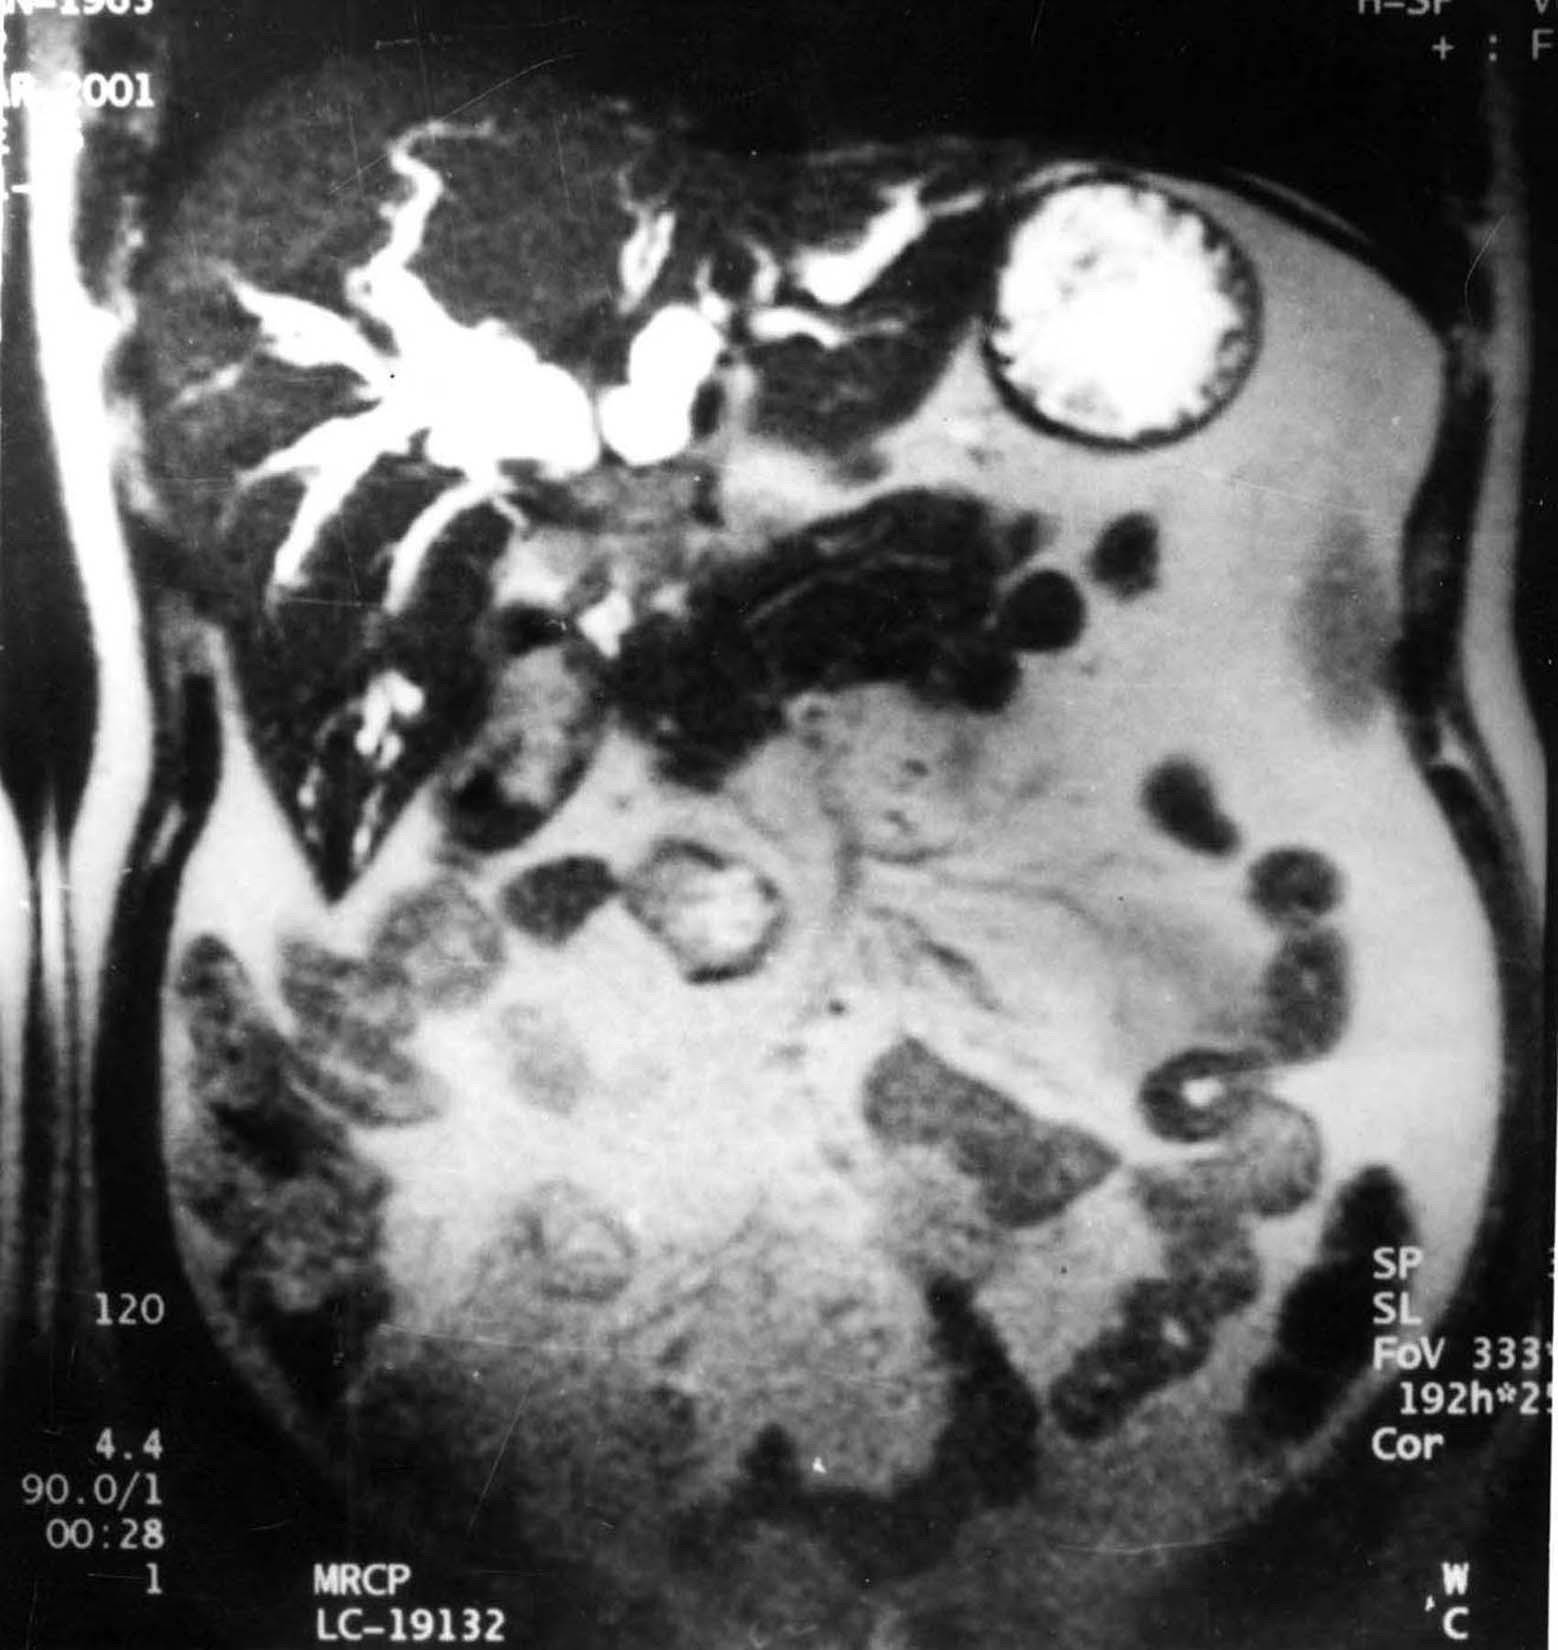 + : F
2001
120
SP
SL
FoV 333*
192h*2
Cor
4.4
90.0/1
00:28
1
MRCP
LC-19132
W
C